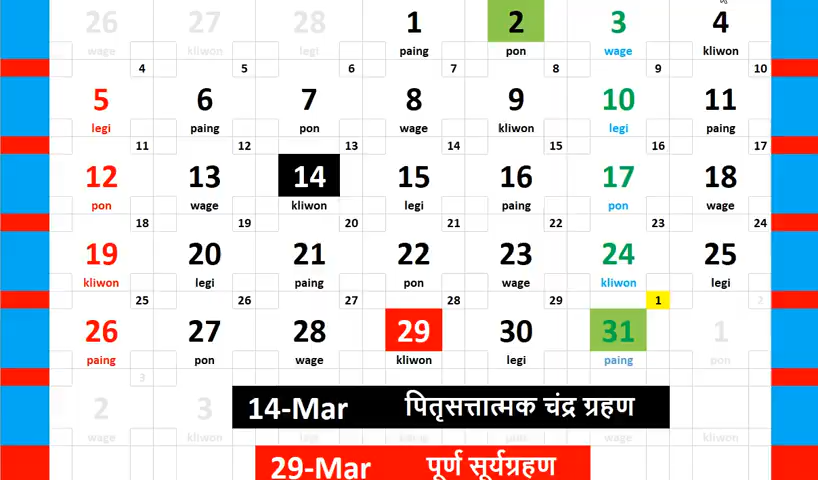 26 27 28 1 2 3 4
wage kliwon legi paing pon wage kliwon
4 5 6 7 8 9 10
5 6 7 8 9 10 11
legi paing pon wage kliwon legi paing
11 12 13 14 15 16 17
12 13 14 15 16 17 18
pon wage kliwon legi paing pon wage
18 19 20 21 22 23 24
19 20 21 22 23 24 25
kliwon legi paing pon wage kliwon legi
25 26 27 28 29 1 2
26 27 28 29 30 31 1
paing pon wage kliwon legi paing pon
3
2 3
14-Mar पितृसत्तात्मक चंद्र ग्रहण
wage kliwon legi pon wage kliwon
29-Mar पूर्ण सूर्यग्रहण